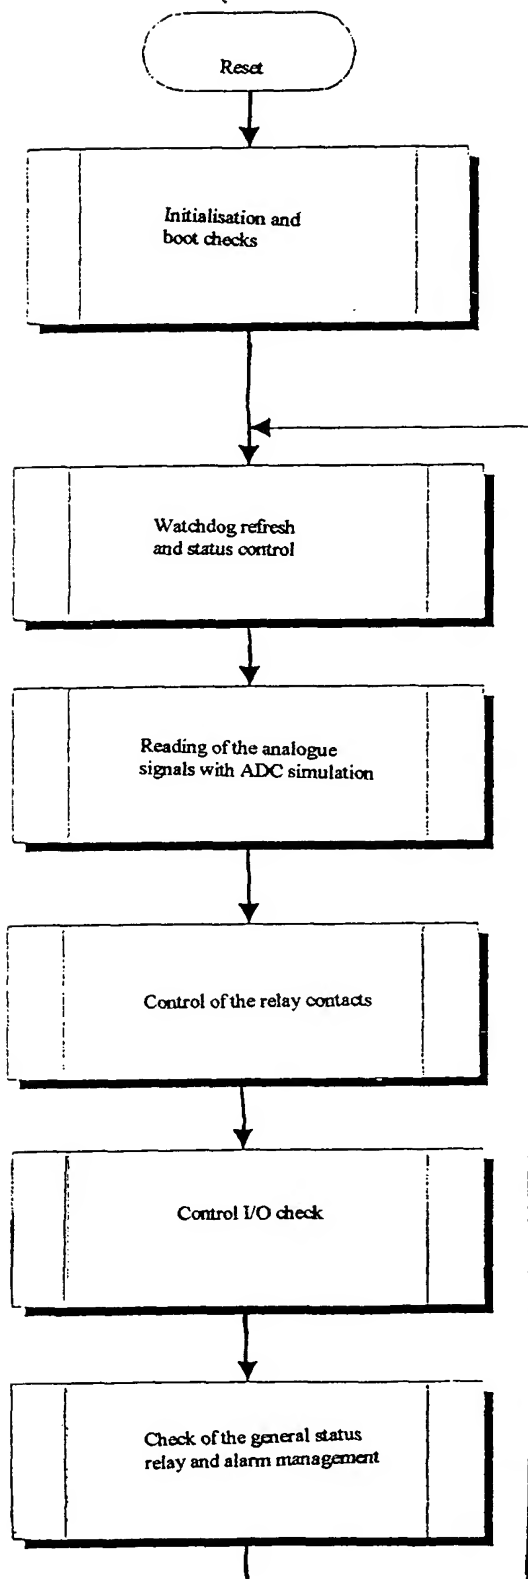 Reset
Initialisation and
boot checks
Watchdog refresh
and status control
Reading of the analogue
signals with ADC simulation
Control of the relay contacts
Control I/O check
Check of the general status
relay and alarm management